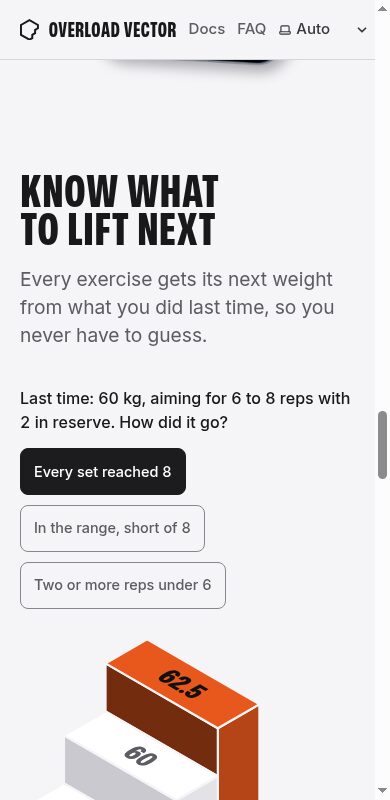 OVERLOAD VECTOR Docs FAQ Auto
KNOW WHAT
TO LIFT NEXT
Every exercise gets its next weight
from what you did last time, so you
never have to guess.
Last time: 60 kg, aiming for 6 to 8 reps with
2 in reserve. How did it go?
Every set reached 8
In the range, short of 8
Two or more reps under 6
62.5
60